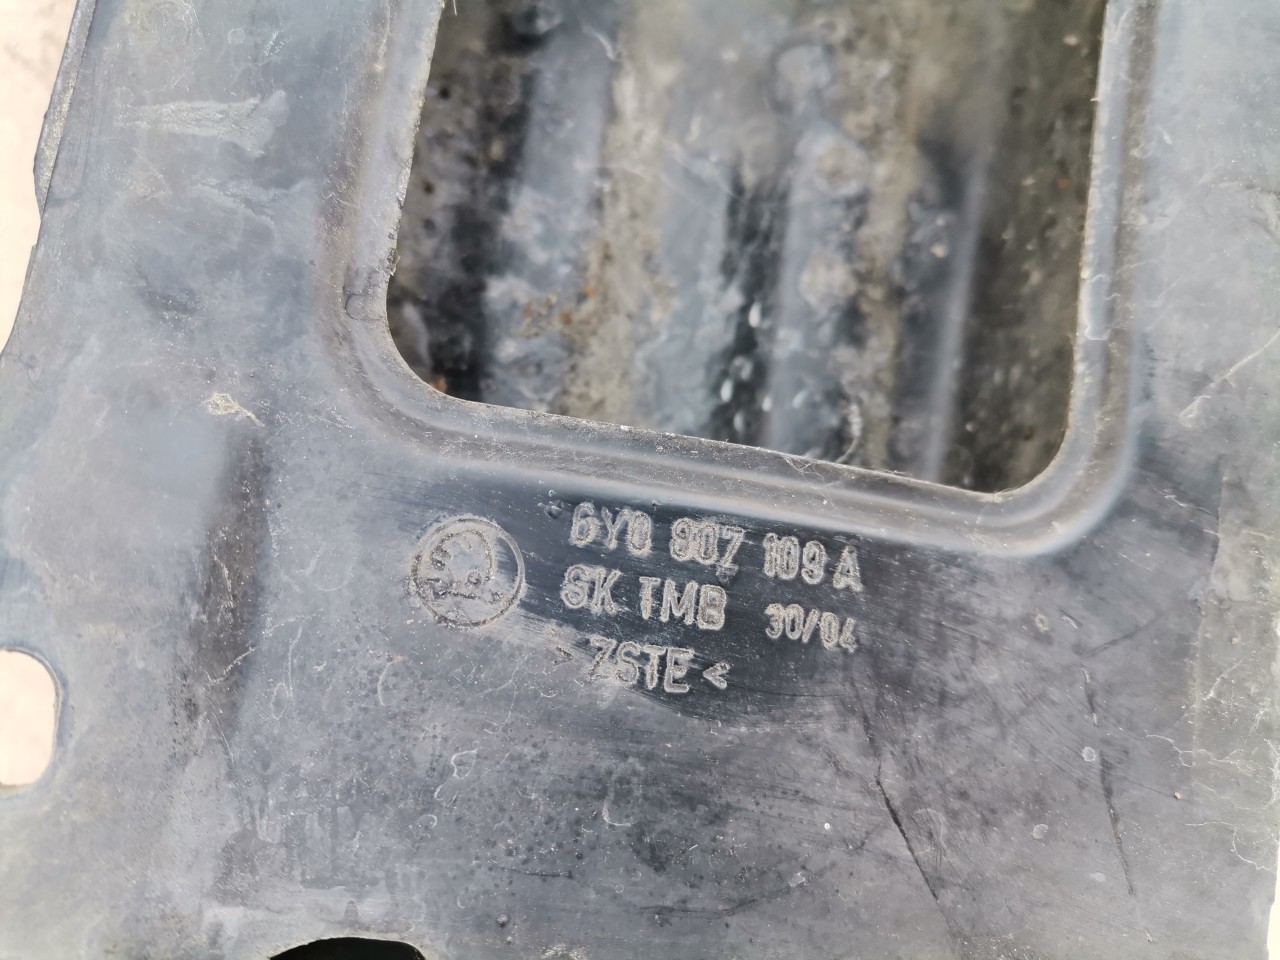 6Y0 907 109 A
SK TMB 30/04
> ZSTE <